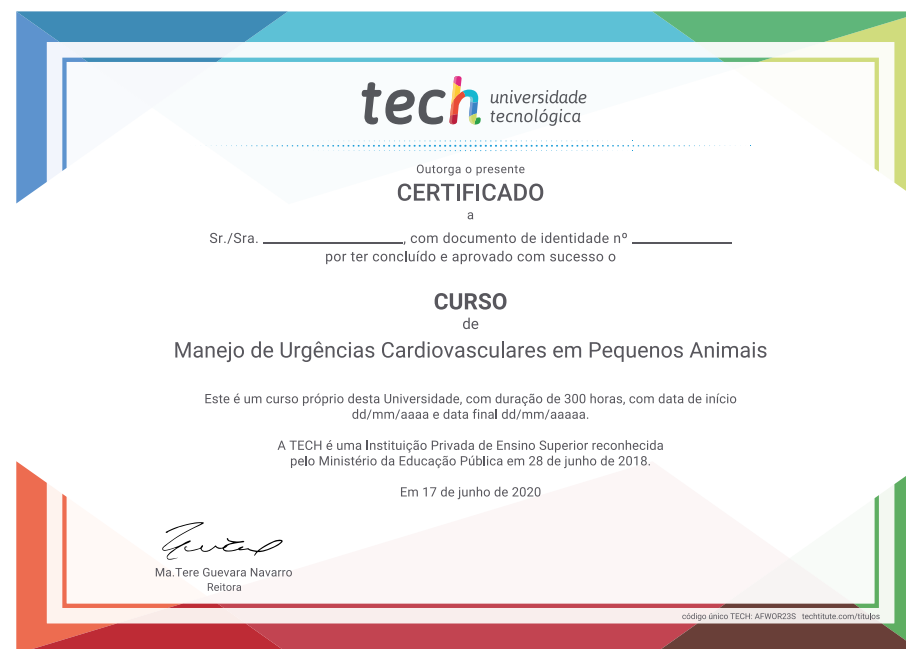 tech universidade
tecnológica
Outorga o presente
CERTIFICADO
a
Sr./Sra. ____________________, com documento de identidade nº ______________
por ter concluído e aprovado com sucesso o
CURSO
de
Manejo de Urgências Cardiovasculares em Pequenos Animais
Este é um curso próprio desta Universidade, com duração de 300 horas, com data de início
dd/mm/aaaa e data final dd/mm/aaaaa.
A TECH é uma Instituição Privada de Ensino Superior reconhecida
pelo Ministério da Educação Pública em 28 de junho de 2018.
Em 17 de junho de 2020
Ma.Tere Guevara Navarro
Reitora
código único TECH: AFWOR23S techtitute.com/titulos